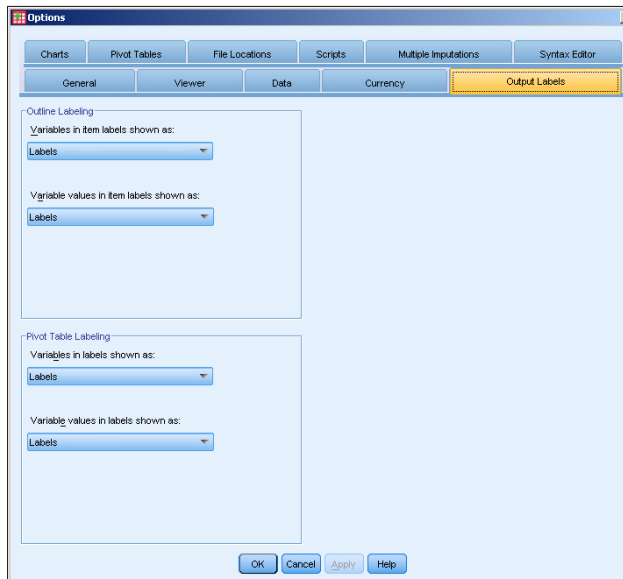 Options
Charts Pivot Tables File Locations Scripts Multiple Imputations Syntax Editor
General Viewer Data Currency Output Labels
Outline Labeling
Variables in item labels shown as:
Labels
Variable values in item labels shown as:
Labels
Pivot Table Labeling
Variables in labels shown as:
Labels
Variable values in labels shown as:
Labels
OK Cancel Apply Help